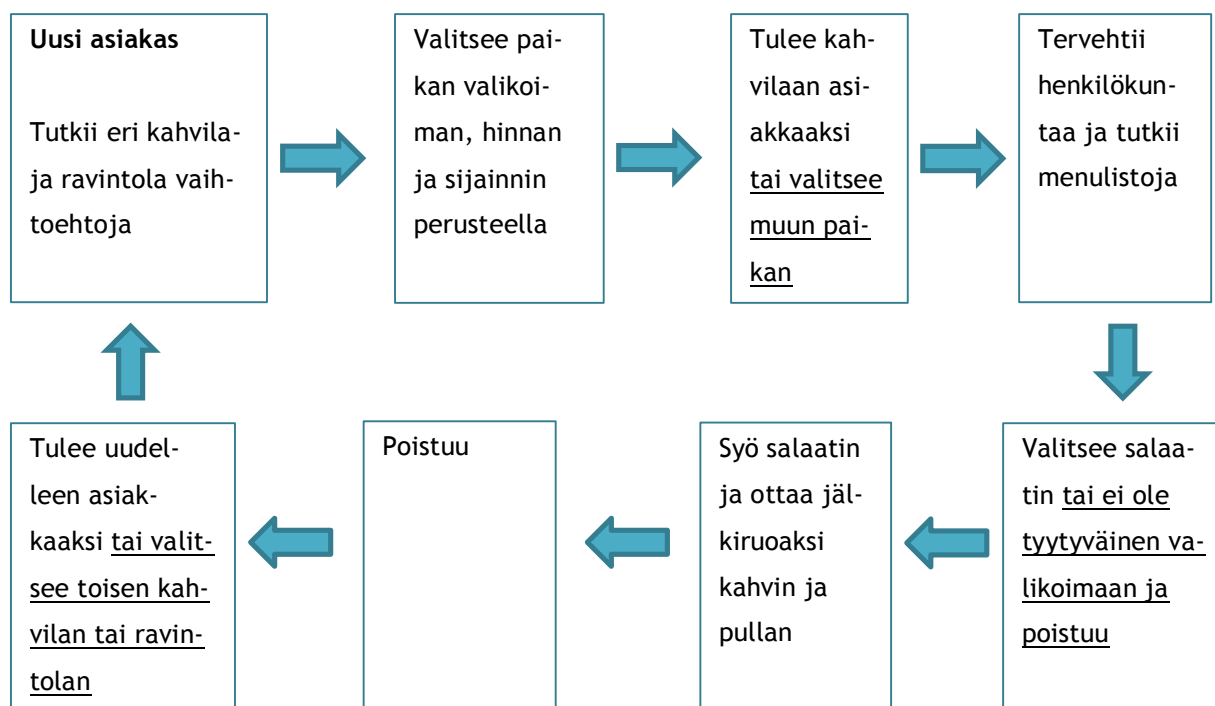 Uusi asiakas
Tutkii eri kahvila-
ja ravintola vaih-
toehtoja
Valitsee pai-
kan valikoi-
man, hinnan
ja sijainnin
perusteella
Tulee kah-
vilaan asi-
akkaaksi
tai valitsee
muun pai-
kan
Tervehtii
henkilökun-
taa ja tutkii
menulistoja
Valitsee salaa-
tin tai ei ole
tyytyväinen va-
likoimaan ja
poistuu
Syö salaatin
ja ottaa jäl-
kiruoaksi
kahvin ja
pullan
Poistuu
Tulee uudel-
leen asiak-
kaaksi tai valit-
see toisen kah-
vilan tai ravin-
tolan